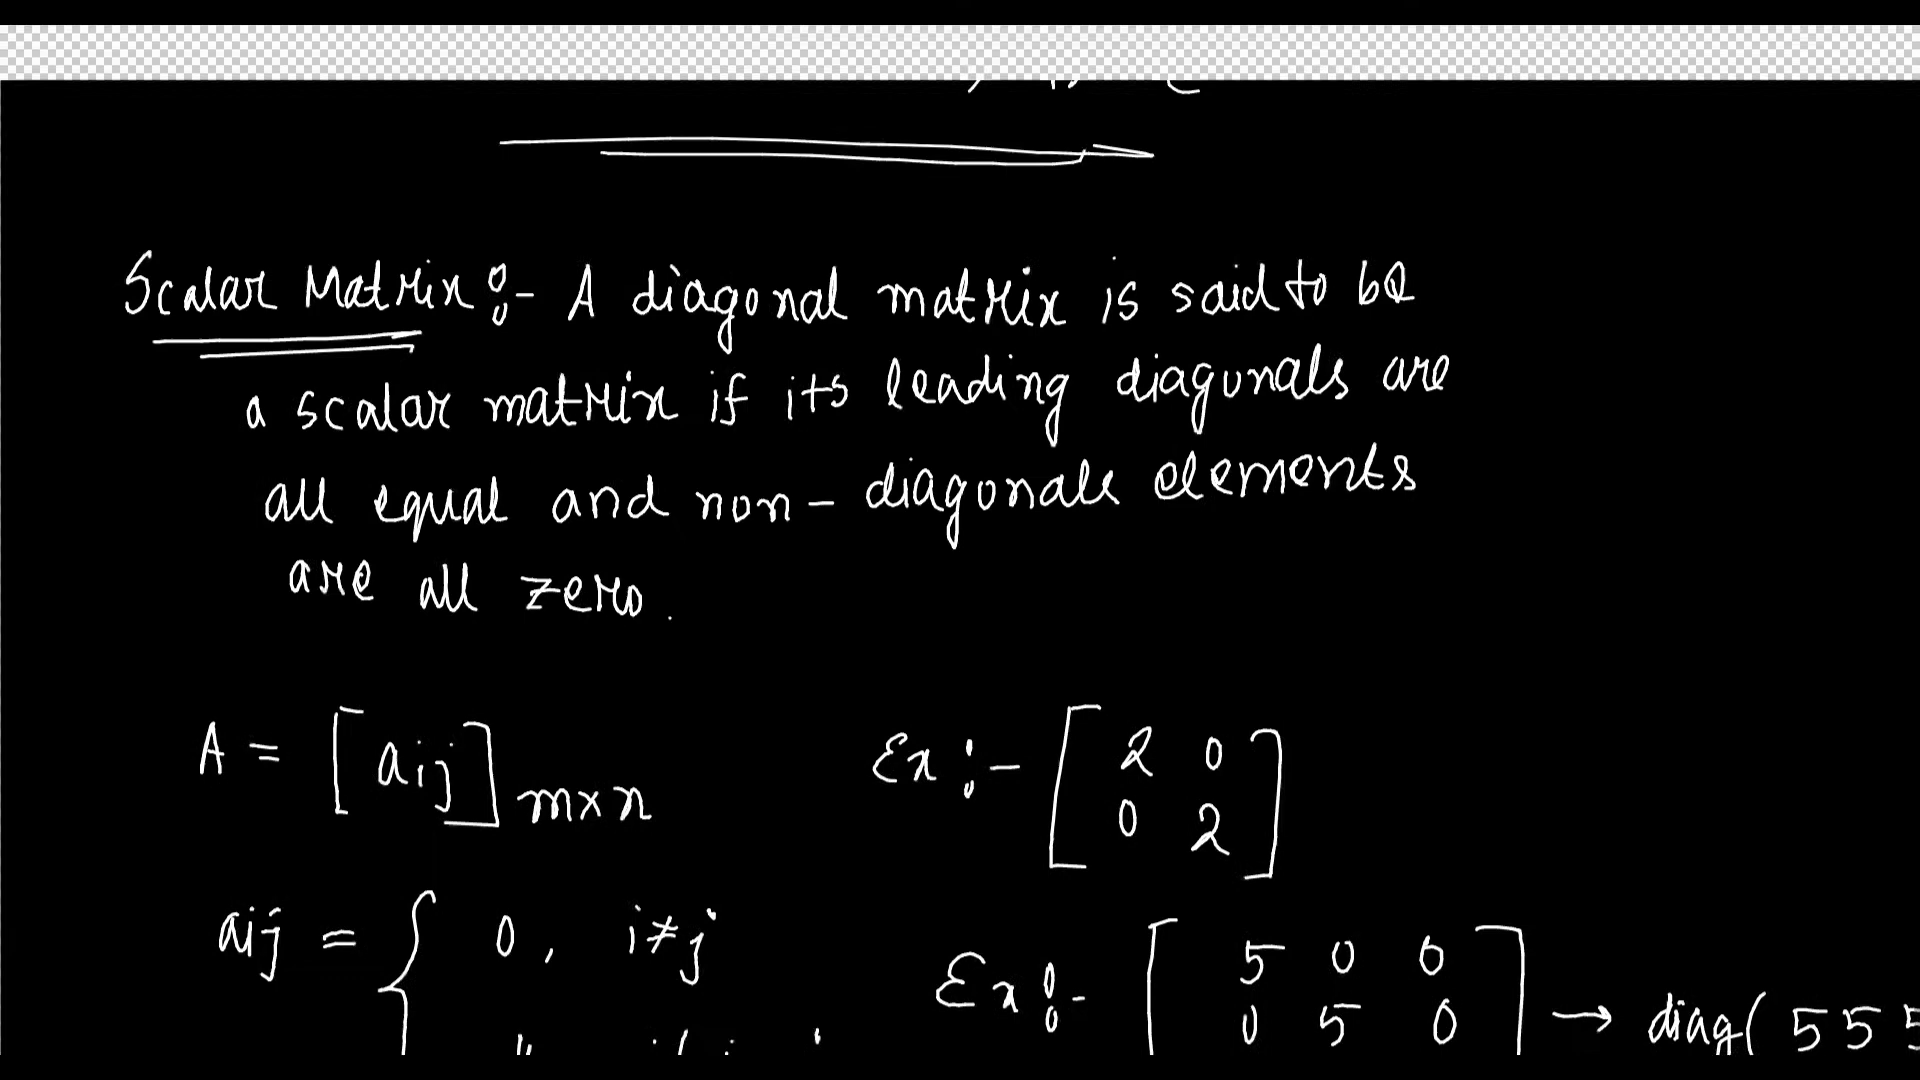 Scalar Matrix :- A diagonal matrix is said to be
a scalar matrix if its leading diagonals are
all equal and non-diagonals elements
are all zero.
A = [aij]m×n
Ex :- [2 0
0 2]
aij = { 0, i≠j
Ex :- [5 0 0
0 5 0] → diag( 5 5 5